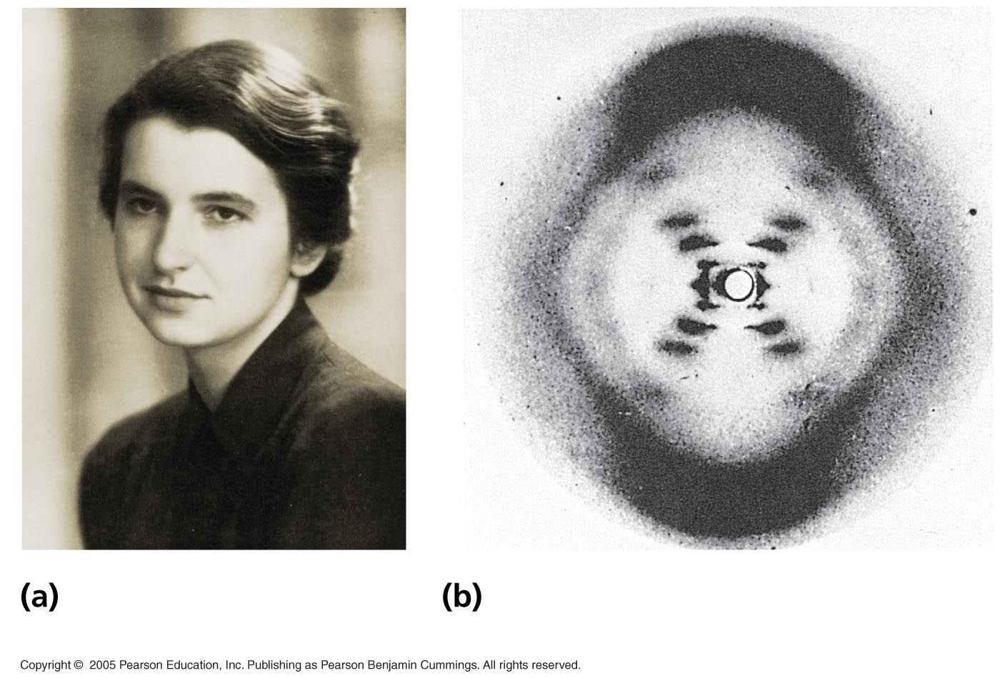 (a)
(b)
Copyright © 2005 Pearson Education, Inc. Publishing as Pearson Benjamin Cummings. All rights reserved.